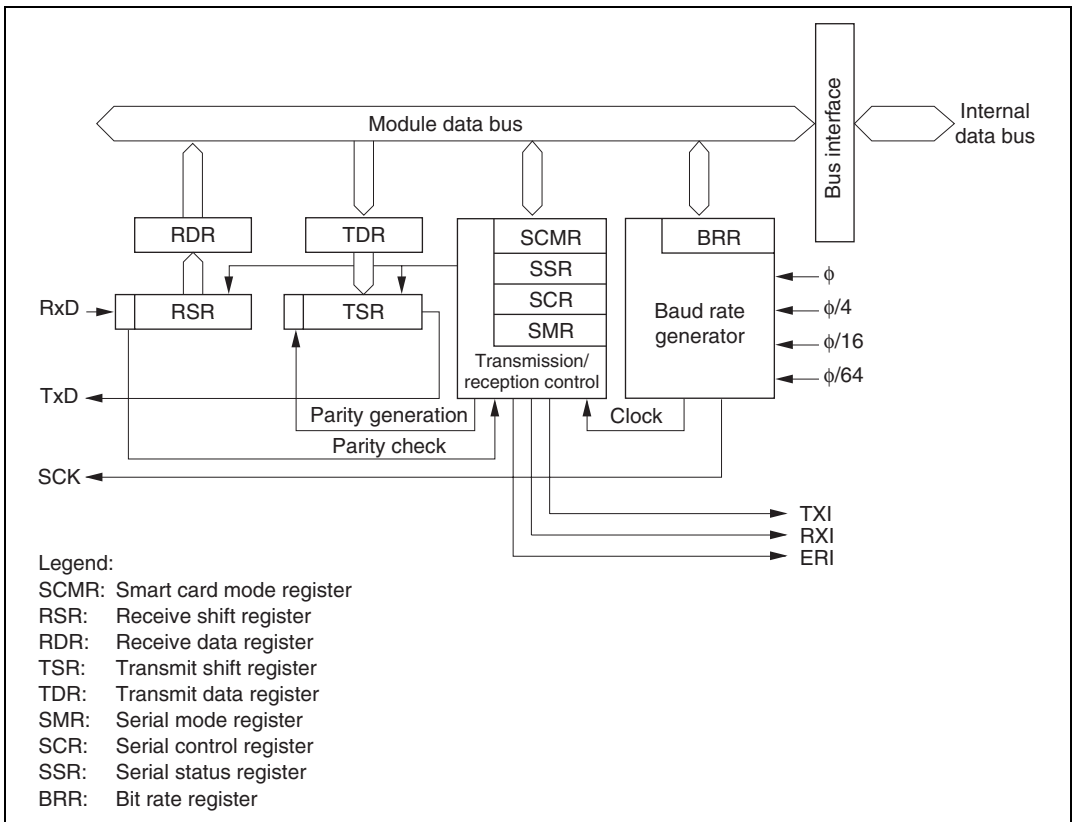 Module data bus
Bus interface
Internal
data bus
RDR
TDR
SCMR
BRR
SSR
SCR
SMR
RxD
RSR
TSR
Transmission/
reception control
Baud rate
generator
φ
φ/4
φ/16
φ/64
TxD
Parity generation
Clock
Parity check
SCK
TXI
RXI
ERI
Legend:
SCMR: Smart card mode register
RSR: Receive shift register
RDR: Receive data register
TSR: Transmit shift register
TDR: Transmit data register
SMR: Serial mode register
SCR: Serial control register
SSR: Serial status register
BRR: Bit rate register